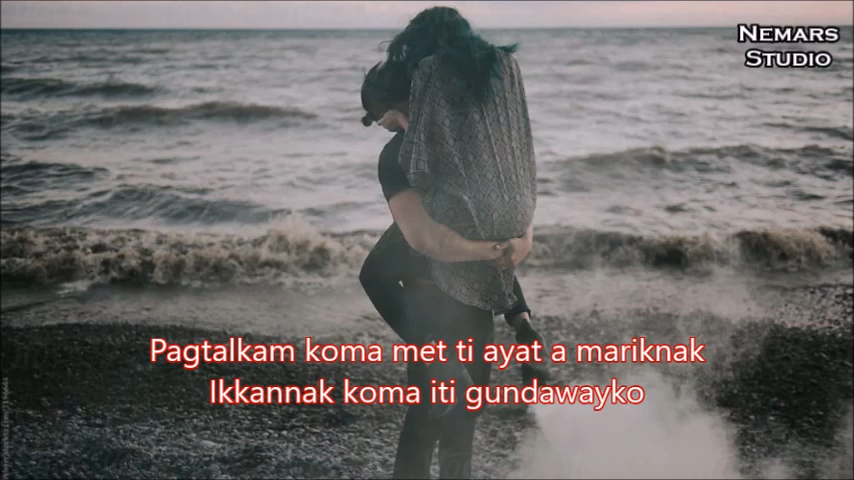 Nemars
Studio
Pagtalkam koma met ti ayat a mariknak
Ikkannak koma iti gundawayko